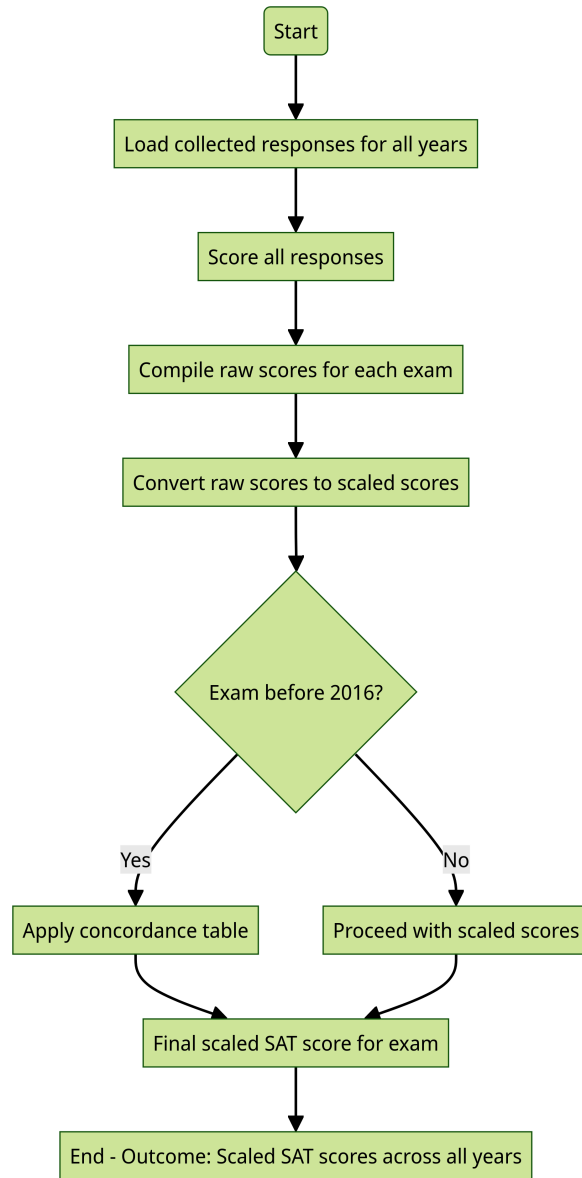 Start
Load collected responses for all years
Score all responses
Compile raw scores for each exam
Convert raw scores to scaled scores
Exam before 2016?
Yes
No
Apply concordance table
Proceed with scaled scores
Final scaled SAT score for exam
End - Outcome: Scaled SAT scores across all years